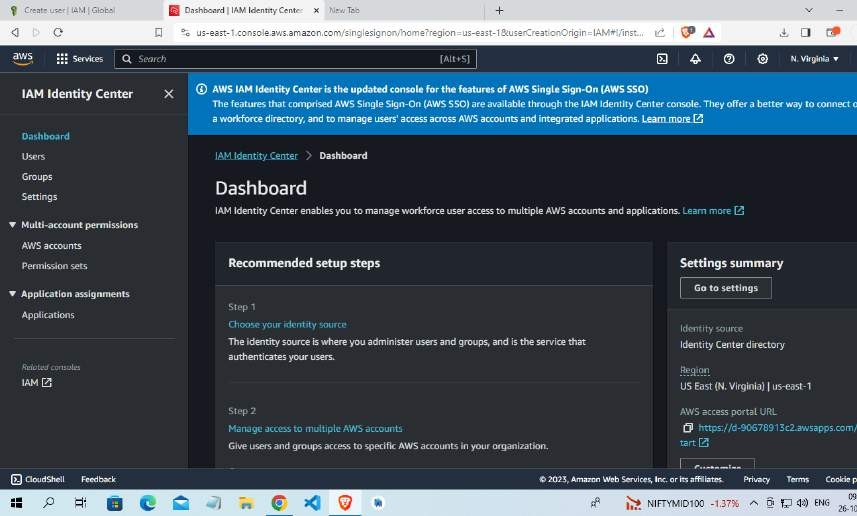 Create user | IAM | Global
Dashboard | IAM Identity Center
New Tab
us-east-1.console.aws.amazon.com/singlesignon/home?region=us-east-1&userCreationOrigin=IAM#!/inst...
aws
Services
Search
[Alt+S]
N. Virginia
IAM Identity Center
AWS IAM Identity Center is the updated console for the features of AWS Single Sign-On (AWS SSO)
The features that comprised AWS Single Sign-On (AWS SSO) are available through the IAM Identity Center console. They offer a better way to connect
a workforce directory, and to manage users' access across AWS accounts and integrated applications. Learn more
Dashboard
Users
Groups
Settings
Multi-account permissions
AWS accounts
Permission sets
Application assignments
Applications
Related consoles
IAM
IAM Identity Center > Dashboard
Dashboard
IAM Identity Center enables you to manage workforce user access to multiple AWS accounts and applications. Learn more
Recommended setup steps
Step 1
Choose your identity source
The identity source is where you administer users and groups, and is the service that
authenticates your users.
Step 2
Manage access to multiple AWS accounts
Give users and groups access to specific AWS accounts in your organization.
Settings summary
Go to settings
Identity source
Identity Center directory
Region
US East (N. Virginia) | us-east-1
AWS access portal URL
https://d-90678913c2.awsapps.com/
tart
Customize
CloudShell
Feedback
© 2023, Amazon Web Services, Inc. or its affiliates.
Privacy
Terms
Cookie p
NIFTYMID100 -1.37%
ENG
09
26-10